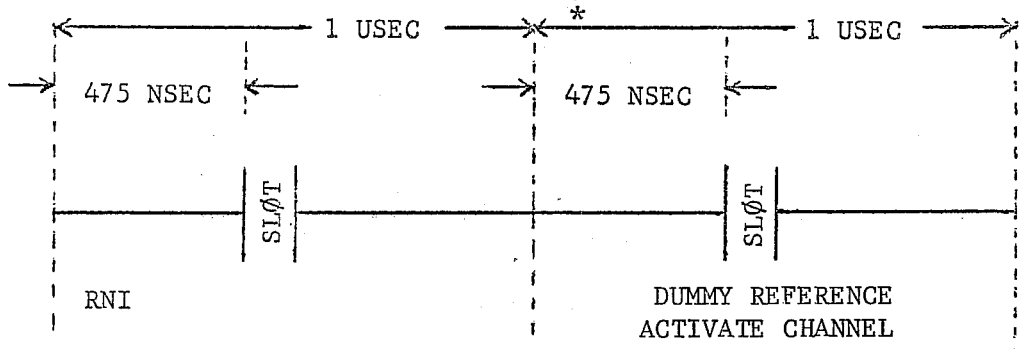 *
1 USEC
1 USEC
475 NSEC
475 NSEC
SLØT
SLØT
RNI
DUMMY REFERENCE
ACTIVATE CHANNEL